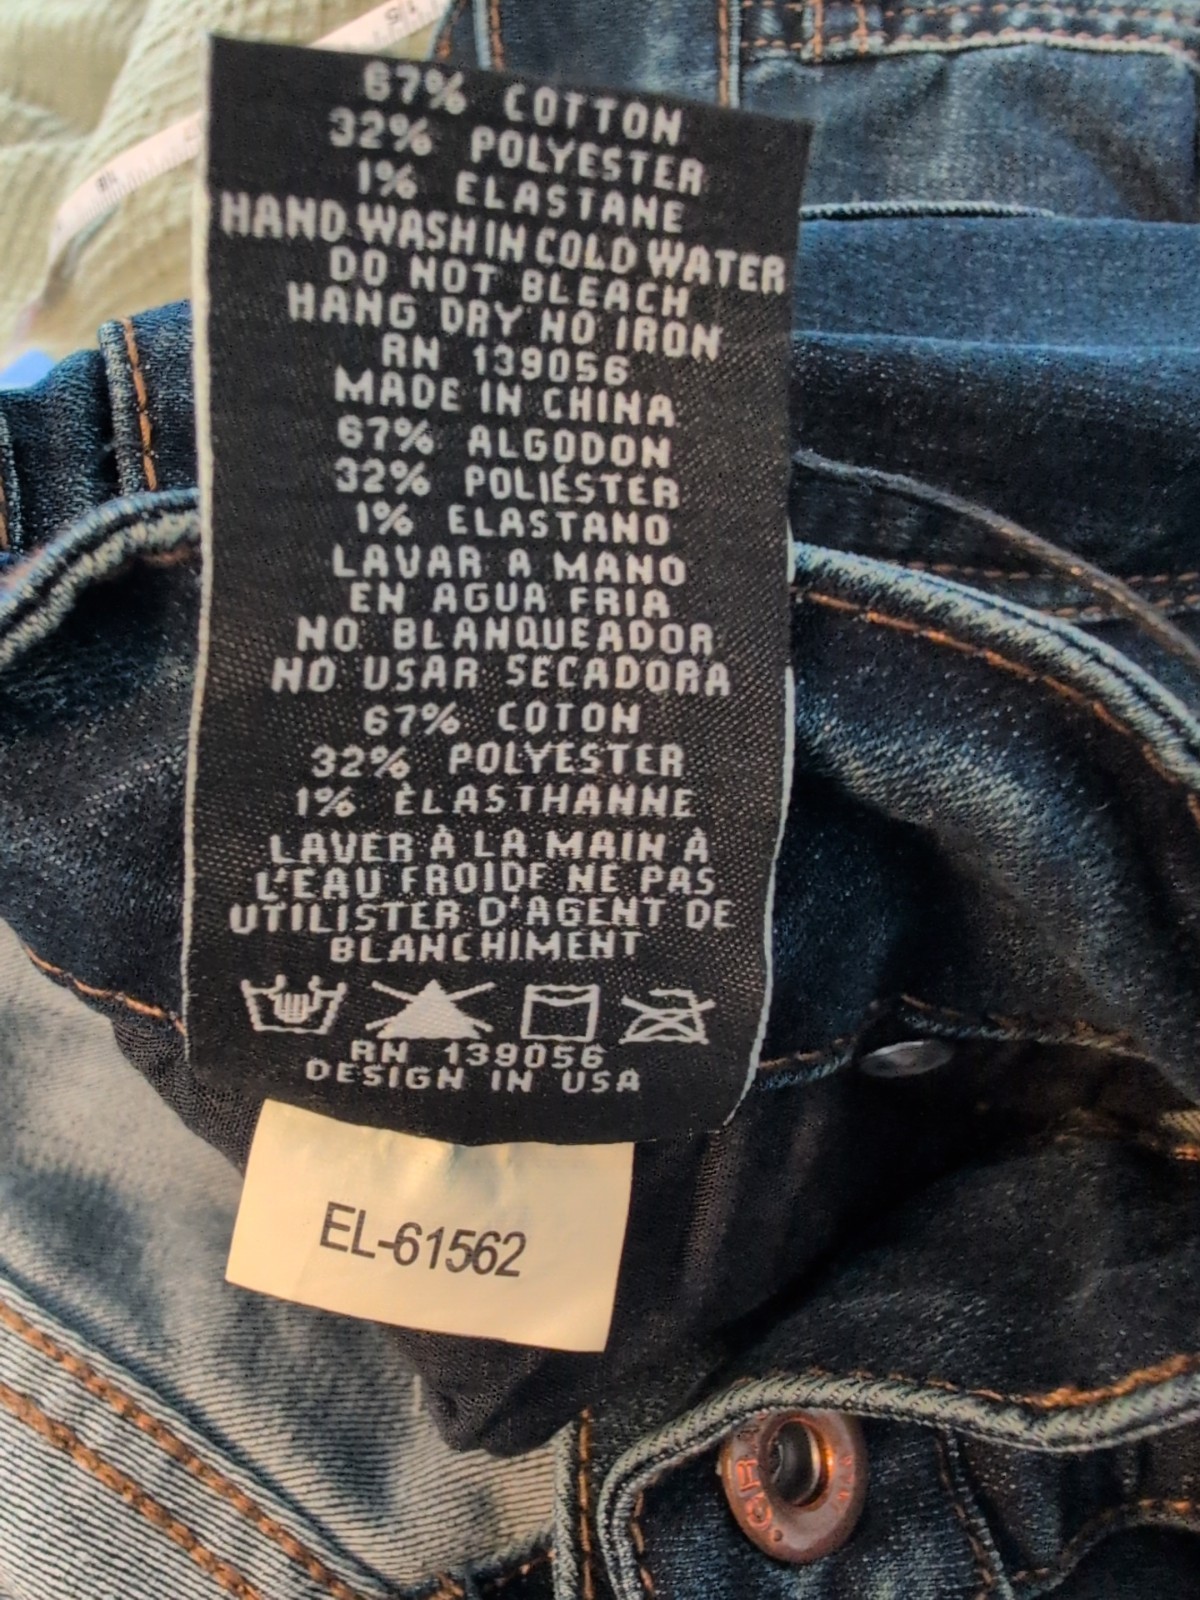 67% COTTON
32% POLYESTER
1% ELASTANE
HAND WASH IN COLD WATER
DO NOT BLEACH
HANG DRY NO IRON
RN 139056
MADE IN CHINA
67% ALGODON
32% POLIÉSTER
1% ELASTANO
LAVAR A MANO
EN AGUA FRIA
NO BLANQUEADOR
NO USAR SECADORA
67% COTON
32% POLYESTER
1% ÉLASTHANNE
LAVER À LA MAIN À
L'EAU FROIDE NE PAS
UTILISTER D'AGENT DE
BLANCHIMENT
RN 139056
DESIGN IN USA
EL-61562